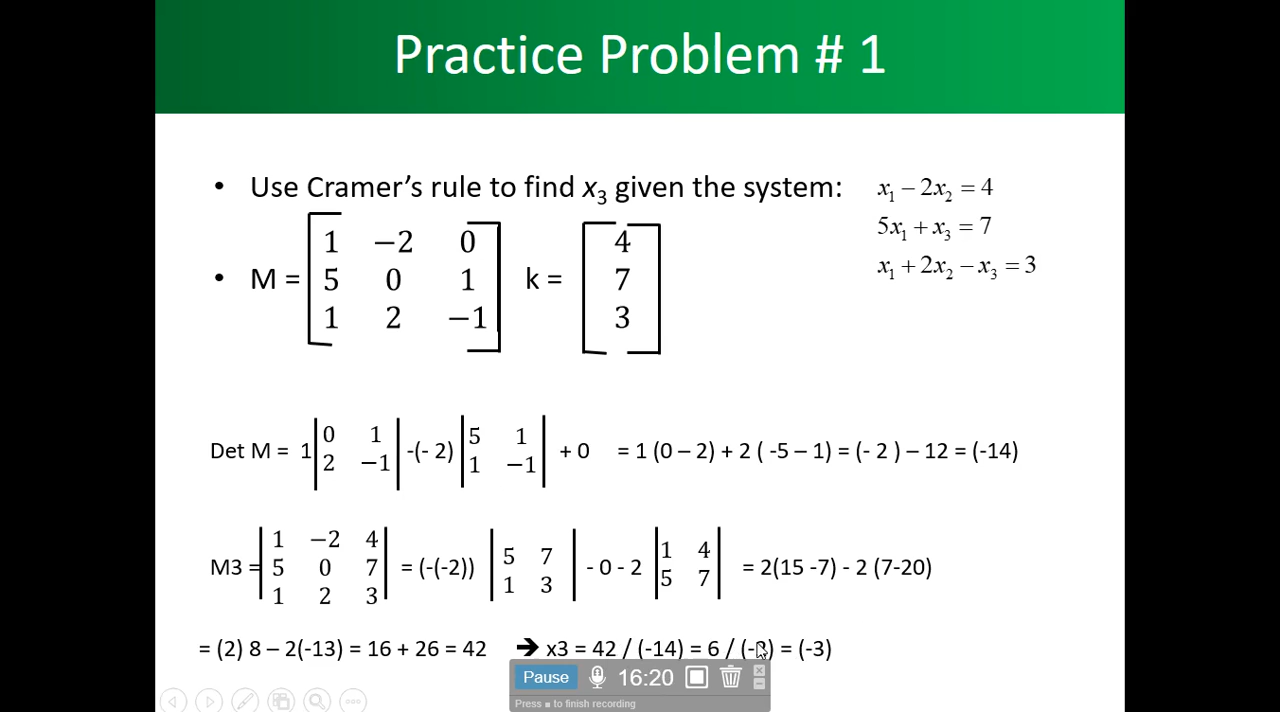 Practice Problem # 1
• Use Cramer's rule to find x₃ given the system:
x₁ − 2x₂ = 4
5x₁ + x₃ = 7
x₁ + 2x₂ − x₃ = 3
• M = [1 −2 0 k = [4
5 0 1 7
1 2 −1] 3]
Det M = 1 |0 1 -(- 2) |5 1 + 0 = 1 (0 – 2) + 2 ( -5 – 1) = (- 2 ) – 12 = (-14)
2 −1| 1 −1|
M3 = |1 −2 4 = (-(-2)) |5 7 - 0 - 2 |1 4 = 2(15 -7) - 2 (7-20)
5 0 7 1 3| 5 7|
1 2 3|
= (2) 8 – 2(-13) = 16 + 26 = 42 ➔ x3 = 42 / (-14) = 6 / (- ) = (-3)
Pause 16:20
Press ■ to finish recording